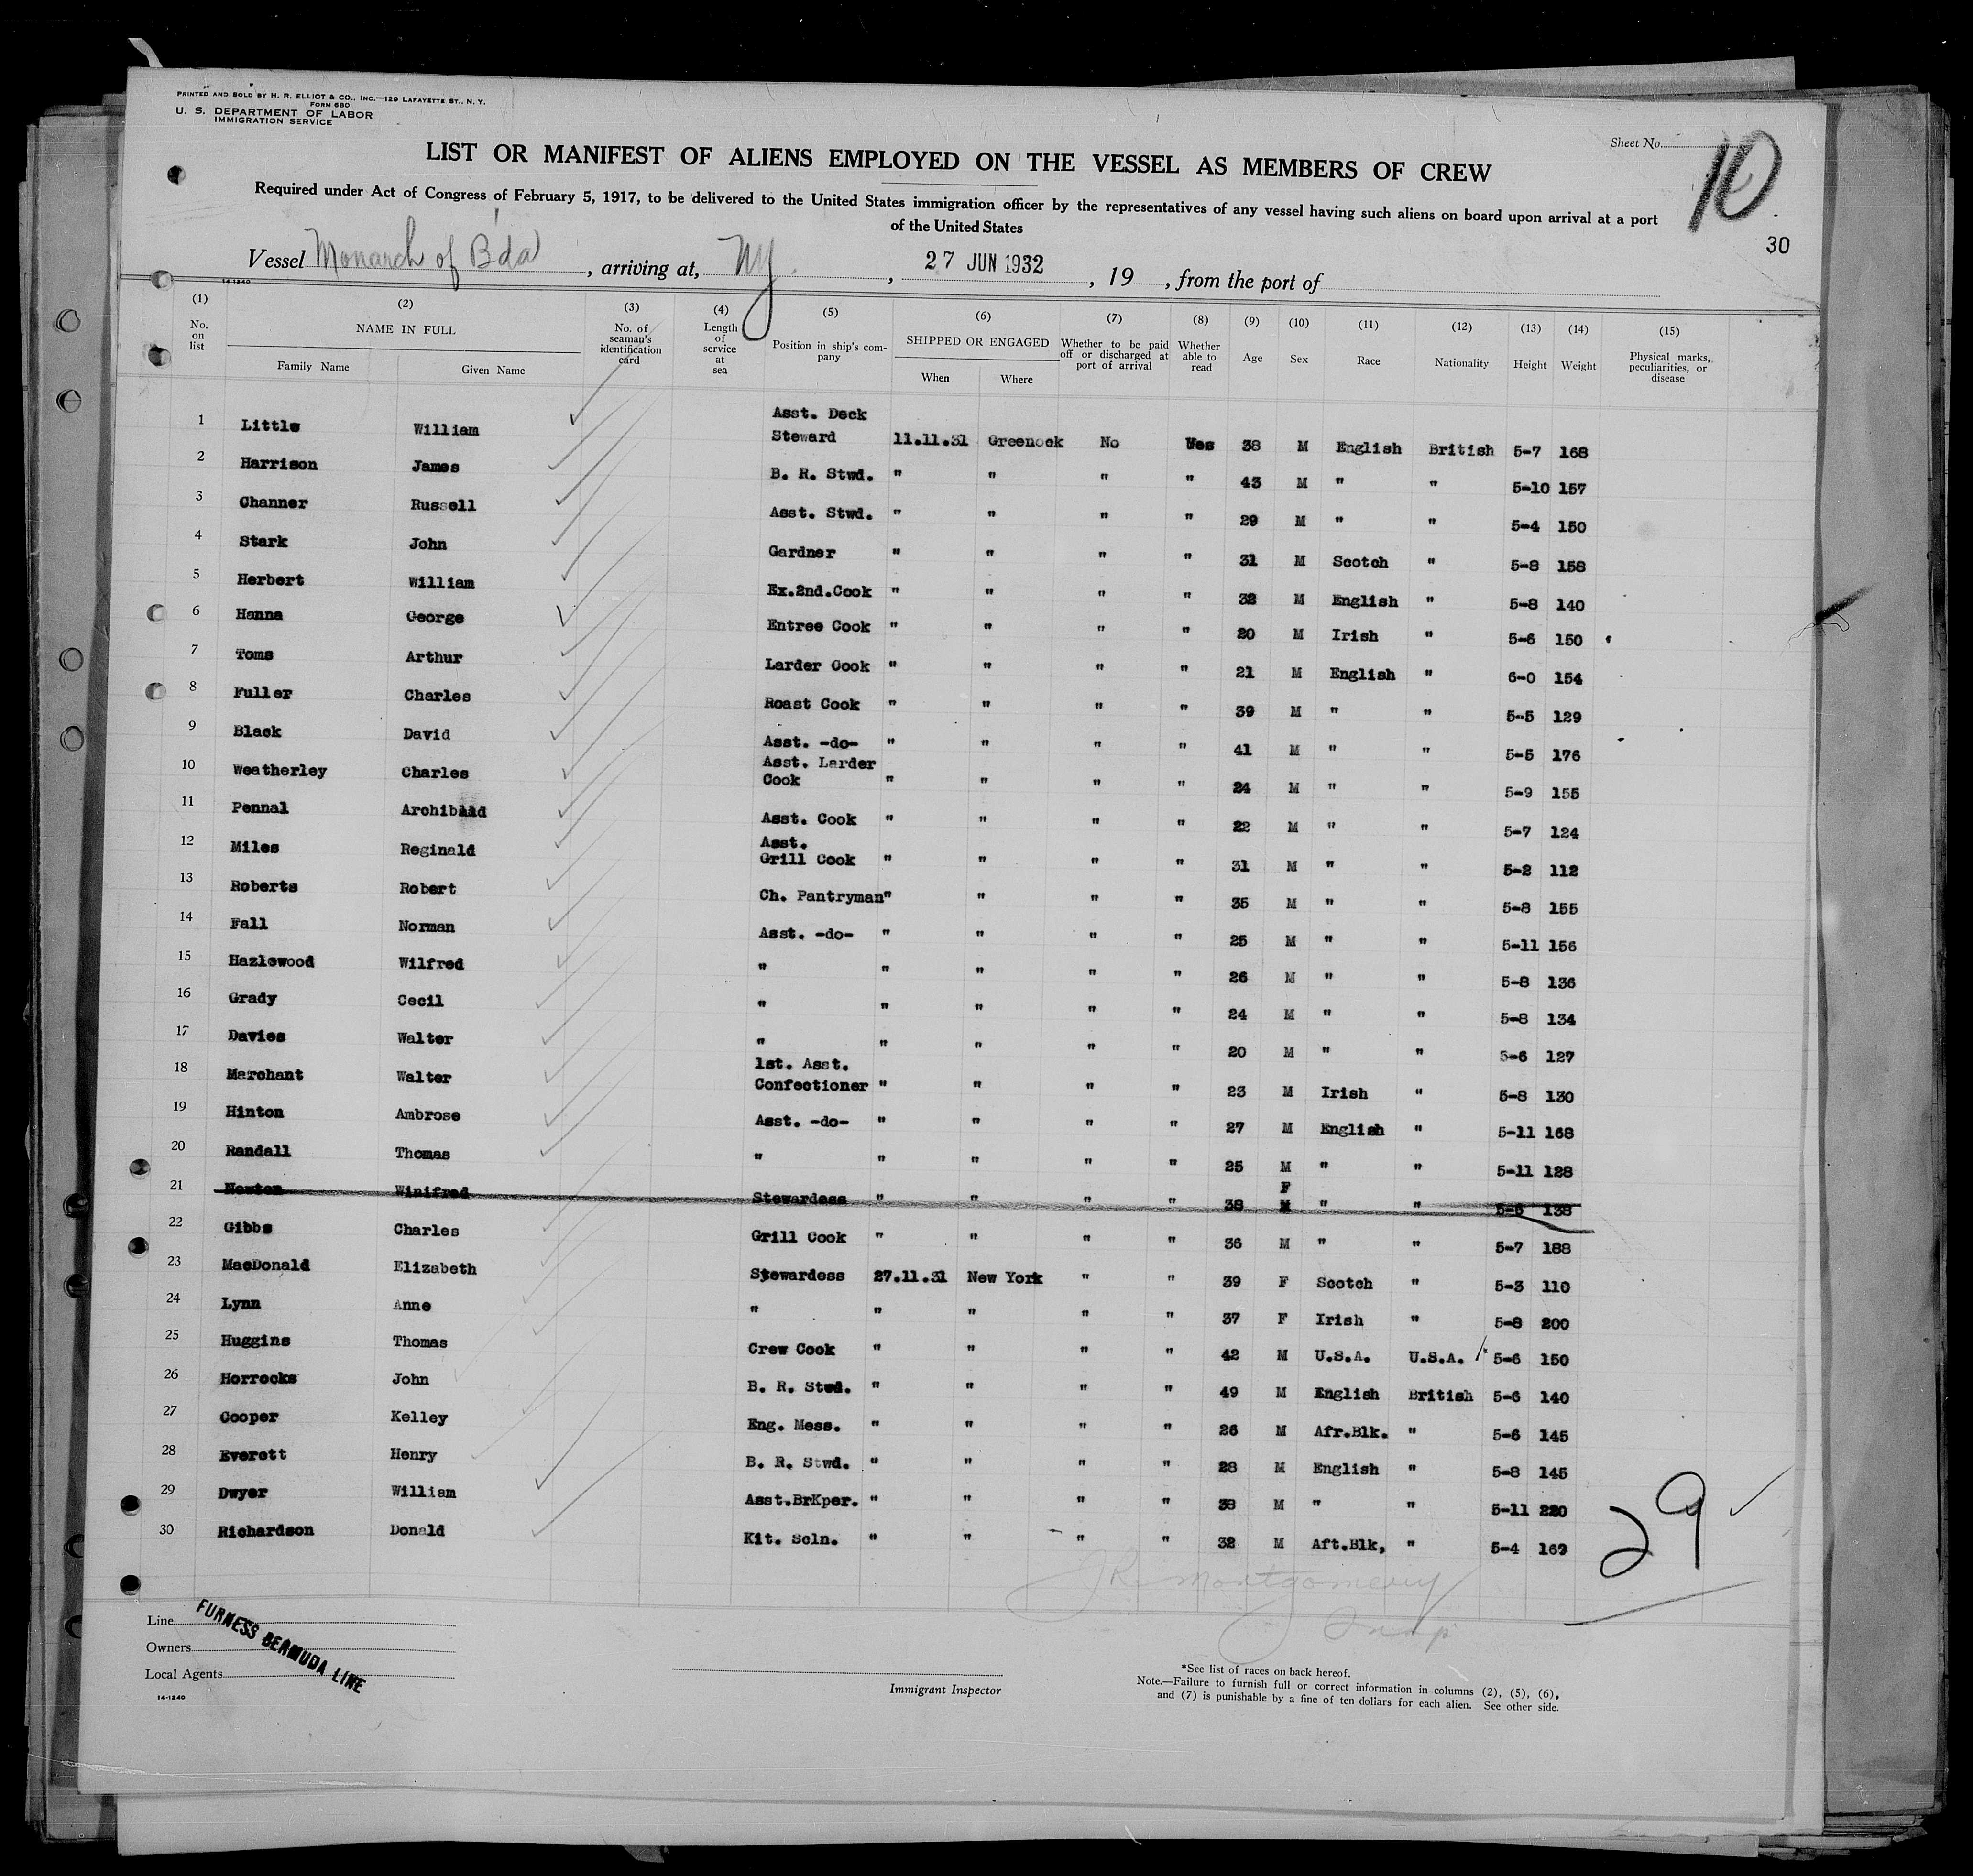 PRINTED AND SOLD BY H. R. ELLIOT & CO., INC.—129 LAFAYETTE ST., N. Y.
FORM 680
U. S. DEPARTMENT OF LABOR
IMMIGRATION SERVICE
Sheet No. 10
LIST OR MANIFEST OF ALIENS EMPLOYED ON THE VESSEL AS MEMBERS OF CREW
Required under Act of Congress of February 5, 1917, to be delivered to the United States immigration officer by the representatives of any vessel having such aliens on board upon arrival at a port
of the United States
30
Vessel Monarch of B'da, arriving at, NY, 27 JUN 1932, 19, from the port of
14-1240
(1) No. on list (2) NAME IN FULL Family Name Given Name (3) No. of seaman's identification card (4) Length of service at sea (5) Position in ship's company (6) SHIPPED OR ENGAGED When Where (7) Whether to be paid off or discharged at port of arrival (8) Whether able to read (9) Age (10) Sex (11) Race (12) Nationality (13) Height (14) Weight (15) Physical marks, peculiarities, or disease
1 Little William Asst. Deck Steward 11.11.31 Greenock No Yes 38 M English British 5-7 168
2 Harrison James B. R. Stwd. " " " " 43 M " " 5-10 157
3 Channer Russell Asst. Stwd. " " " " 29 M " " 5-4 150
4 Stark John Gardner " " " " 31 M Scotch " 5-8 158
5 Herbert William Ex.2nd.Cook " " " " 32 M English " 5-8 140
6 Hanna George Entree Cook " " " " 20 M Irish " 5-6 150
7 Toms Arthur Larder Cook " " " " 21 M English " 6-0 154
8 Fuller Charles Roast Cook " " " " 39 M " " 5-5 129
9 Black David Asst. -do- " " " " 41 M " " 5-5 176
10 Weatherley Charles Asst. Larder Cook " " " " 24 M " " 5-9 155
11 Pennal Archibald Asst. Cook " " " " 22 M " " 5-7 124
12 Miles Reginald Asst. Grill Cook " " " " 31 M " " 5-2 112
13 Roberts Robert Ch. Pantryman " " " " 35 M " " 5-8 155
14 Fall Norman Asst. -do- " " " " 25 M " " 5-11 156
15 Hazlewood Wilfred " " " " " 26 M " " 5-8 136
16 Grady Cecil " " " " " 24 M " " 5-8 134
17 Davies Walter " " " " " 20 M " " 5-6 127
18 Marchant Walter 1st. Asst. Confectioner " " " " 23 M Irish " 5-8 130
19 Hinton Ambrose Asst. -do- " " " " 27 M English " 5-11 168
20 Randall Thomas " " " " " 25 M " " 5-11 128
21 Newton Winifred Stewardess " " " " 38 F M " " 5-6 138
22 Gibbs Charles Grill Cook " " " " 36 M " " 5-7 188
23 MacDonald Elizabeth Stewardess 27.11.31 New York " " 39 F Scotch " 5-3 110
24 Lynn Anne " " " " " 37 F Irish " 5-8 200
25 Huggins Thomas Crew Cook " " " " 42 M U.S.A. U.S.A. 5-6 150
26 Horrocks John B. R. Stwd. " " " " 49 M English British 5-6 140
27 Cooper Kelley Eng. Mess. " " " " 26 M Afr.Blk. " 5-6 145
28 Everett Henry B. R. Stwd. " " " " 28 M English " 5-8 145
29 Dwyer William Asst.BrKper. " " " " 38 M " " 5-11 220
30 Richardson Donald Kit. Scln. " " " " 32 M Aft.Blk, " 5-4 169
29
JR Montgomery
Insp
Line
Owners
Local Agents
FURNESS BERMUDA LINE
14-1240
Immigrant Inspector
*See list of races on back hereof.
Note.—Failure to furnish full or correct information in columns (2), (5), (6),
and (7) is punishable by a fine of ten dollars for each alien. See other side.